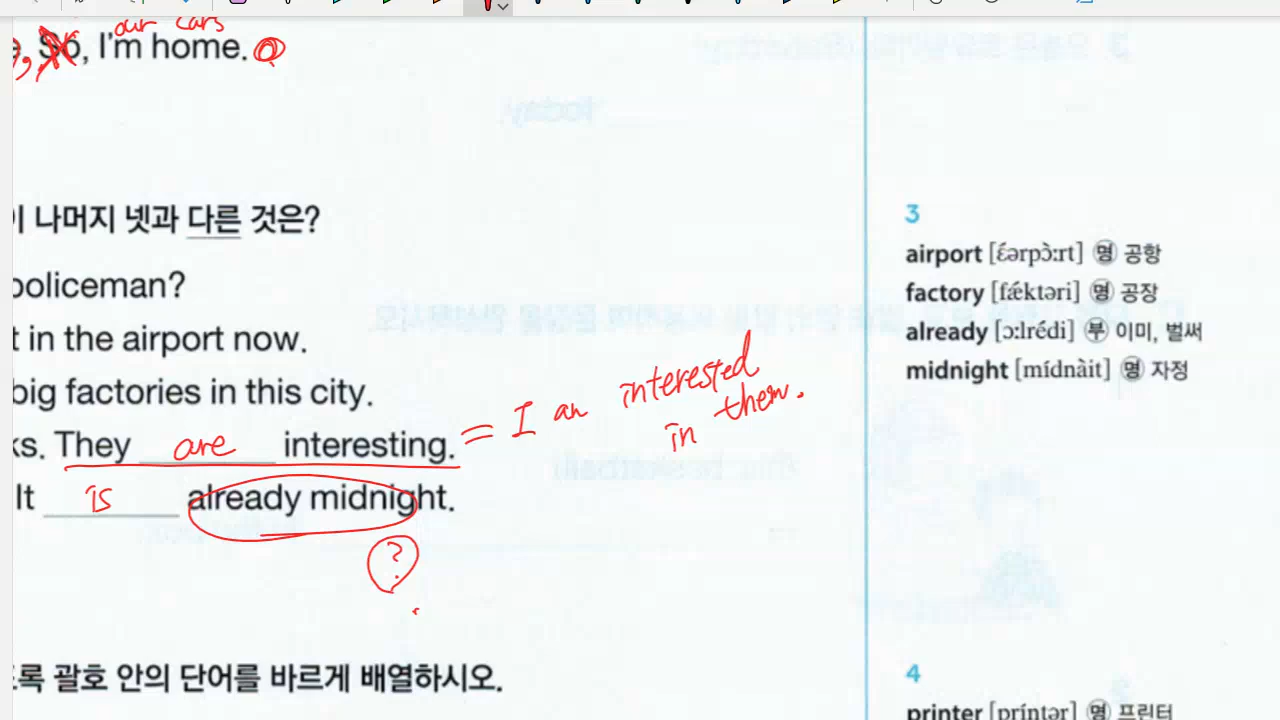 our cars
So, I'm home.
이 나머지 넷과 다른 것은?
policeman?
t in the airport now.
big factories in this city.
ks. They are interesting. = I am interested in them.
It is already midnight.
?
도록 괄호 안의 단어를 바르게 배열하시오.
Today.
3
airport [ɛ́ərpɔ̀ːrt] 명 공항
factory [fǽktəri] 명 공장
already [ɔːlrédi] 부 이미, 벌써
midnight [mídnàit] 명 자정
4
printer [príntər] 명 프린터